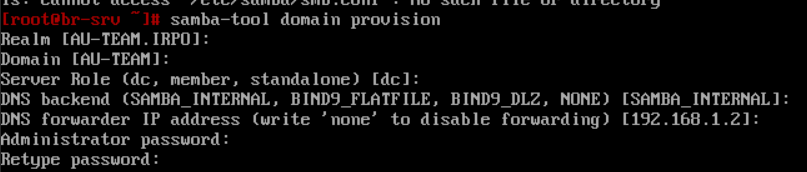 ls: cannot access '/etc/samba/smb.conf': No such file or directory
[root@br-srv ~]# samba-tool domain provision
Realm [AU-TEAM.IRPO]:
Domain [AU-TEAM]:
Server Role (dc, member, standalone) [dc]:
DNS backend (SAMBA_INTERNAL, BIND9_FLATFILE, BIND9_DLZ, NONE) [SAMBA_INTERNAL]:
DNS forwarder IP address (write 'none' to disable forwarding) [192.168.1.2]:
Administrator password:
Retype password: